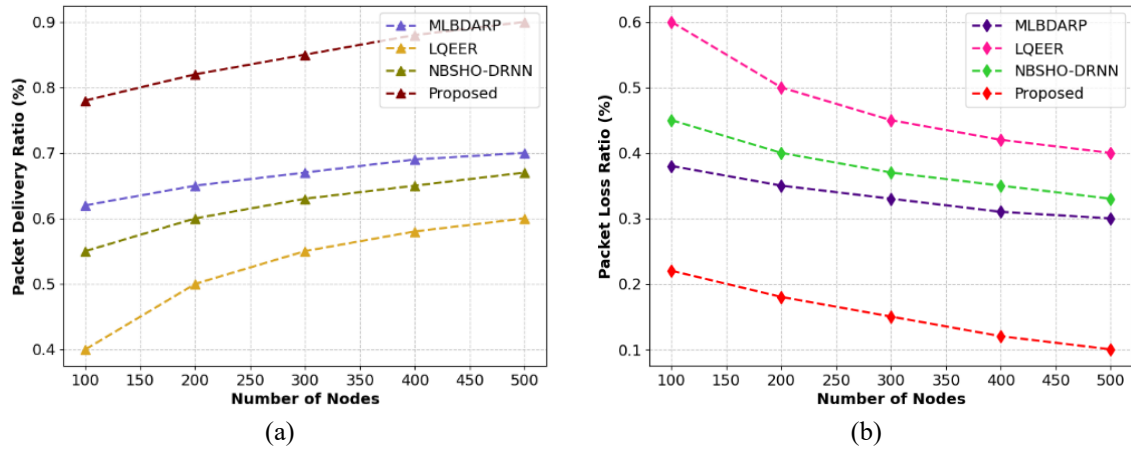 Packet Delivery Ratio (%)
0.9
0.8
0.7
0.6
0.5
0.4
MLBDARP
LQEER
NBSHO-DRNN
Proposed
100 150 200 250 300 350 400 450 500
Number of Nodes
(a)
Packet Loss Ratio (%)
0.6
0.5
0.4
0.3
0.2
0.1
MLBDARP
LQEER
NBSHO-DRNN
Proposed
100 150 200 250 300 350 400 450 500
Number of Nodes
(b)